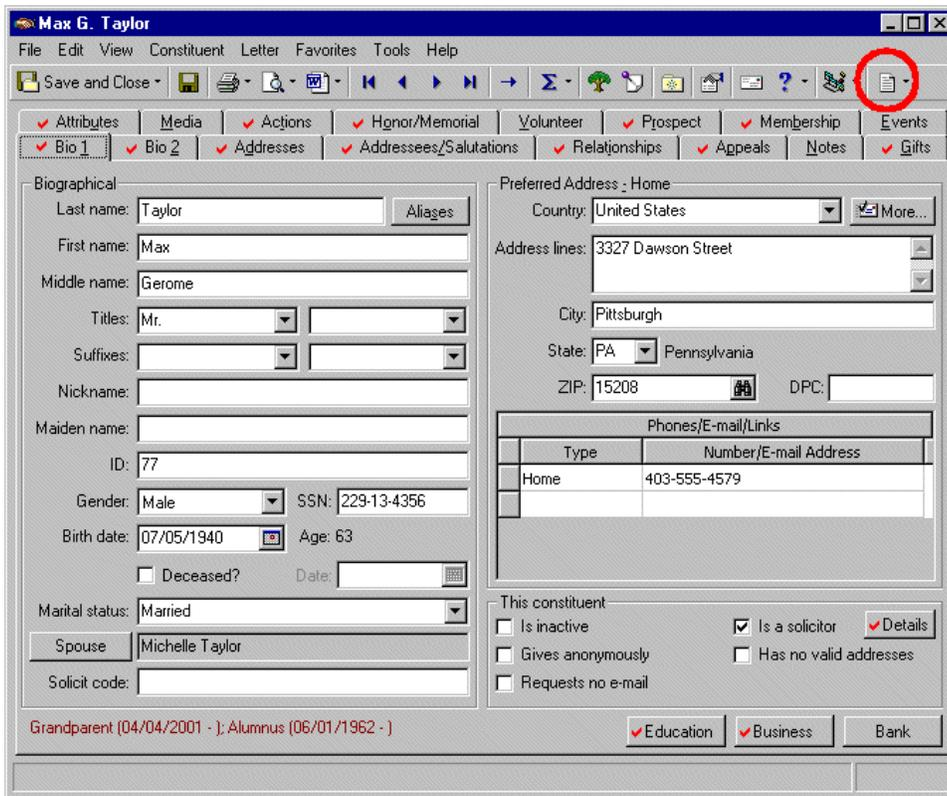 Max G. Taylor
File Edit View Constituent Letter Favorites Tools Help
Save and Close
Attributes Media Actions Honor/Memorial Volunteer Prospect Membership Events
Bio 1 Bio 2 Addresses Addressees/Salutations Relationships Appeals Notes Gifts
Biographical
Last name: Taylor Aliases
First name: Max
Middle name: Gerome
Titles: Mr.
Suffixes:
Nickname:
Maiden name:
ID: 77
Gender: Male SSN: 229-13-4356
Birth date: 07/05/1940 Age: 63
Deceased? Date:
Marital status: Married
Spouse Michelle Taylor
Solicit code:
Preferred Address - Home
Country: United States More...
Address lines: 3327 Dawson Street
City: Pittsburgh
State: PA Pennsylvania
ZIP: 15208 DPC:
Phones/E-mail/Links
Type Number/E-mail Address
Home 403-555-4579
This constituent
Is inactive Is a solicitor Details
Gives anonymously Has no valid addresses
Requests no e-mail
Grandparent (04/04/2001 - ); Alumnus (06/01/1962 - ) Education Business Bank